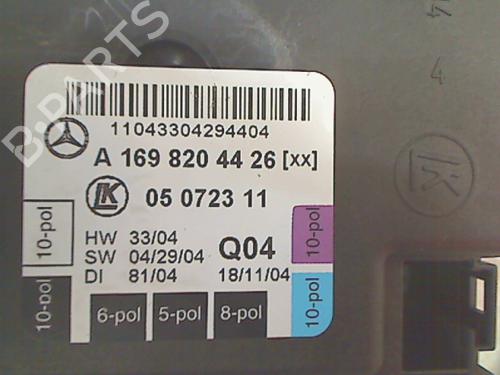 B-PARTS
11043304294404
A 169 820 44 26 [xx]
LK 05 0723 11
HW 33/04
SW 04/29/04 Q04
DI 81/04 18/11/04
10-pol
10-pol
10-pol
10-pol
6-pol 5-pol 8-pol
4
LK